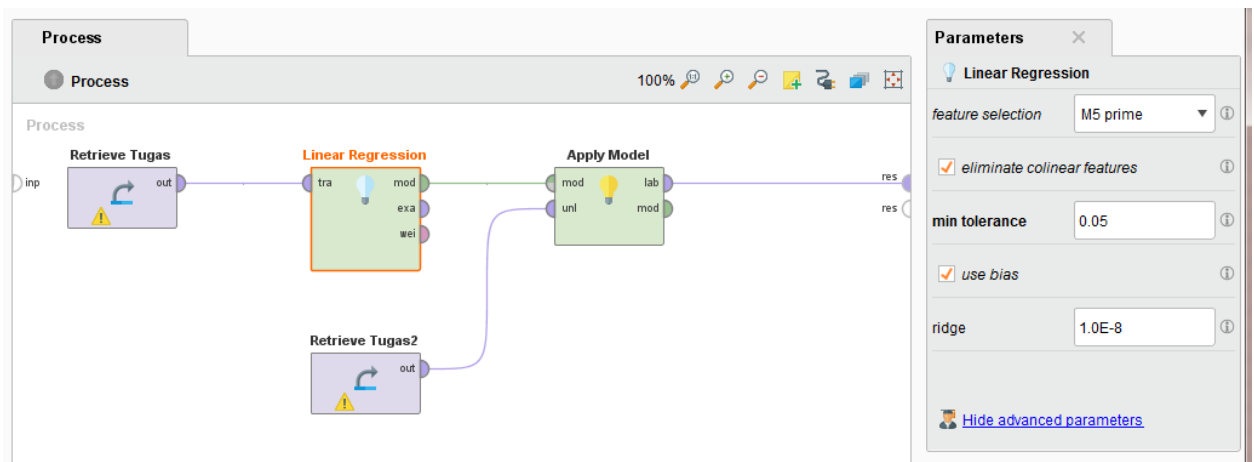 Process
Process
100%
Process
inp
Retrieve Tugas
out
Linear Regression
tra
mod
exa
wei
Apply Model
mod
lab
unl
mod
res
res
Retrieve Tugas2
out
Parameters
Linear Regression
feature selection M5 prime
eliminate colinear features
min tolerance 0.05
use bias
ridge 1.0E-8
Hide advanced parameters